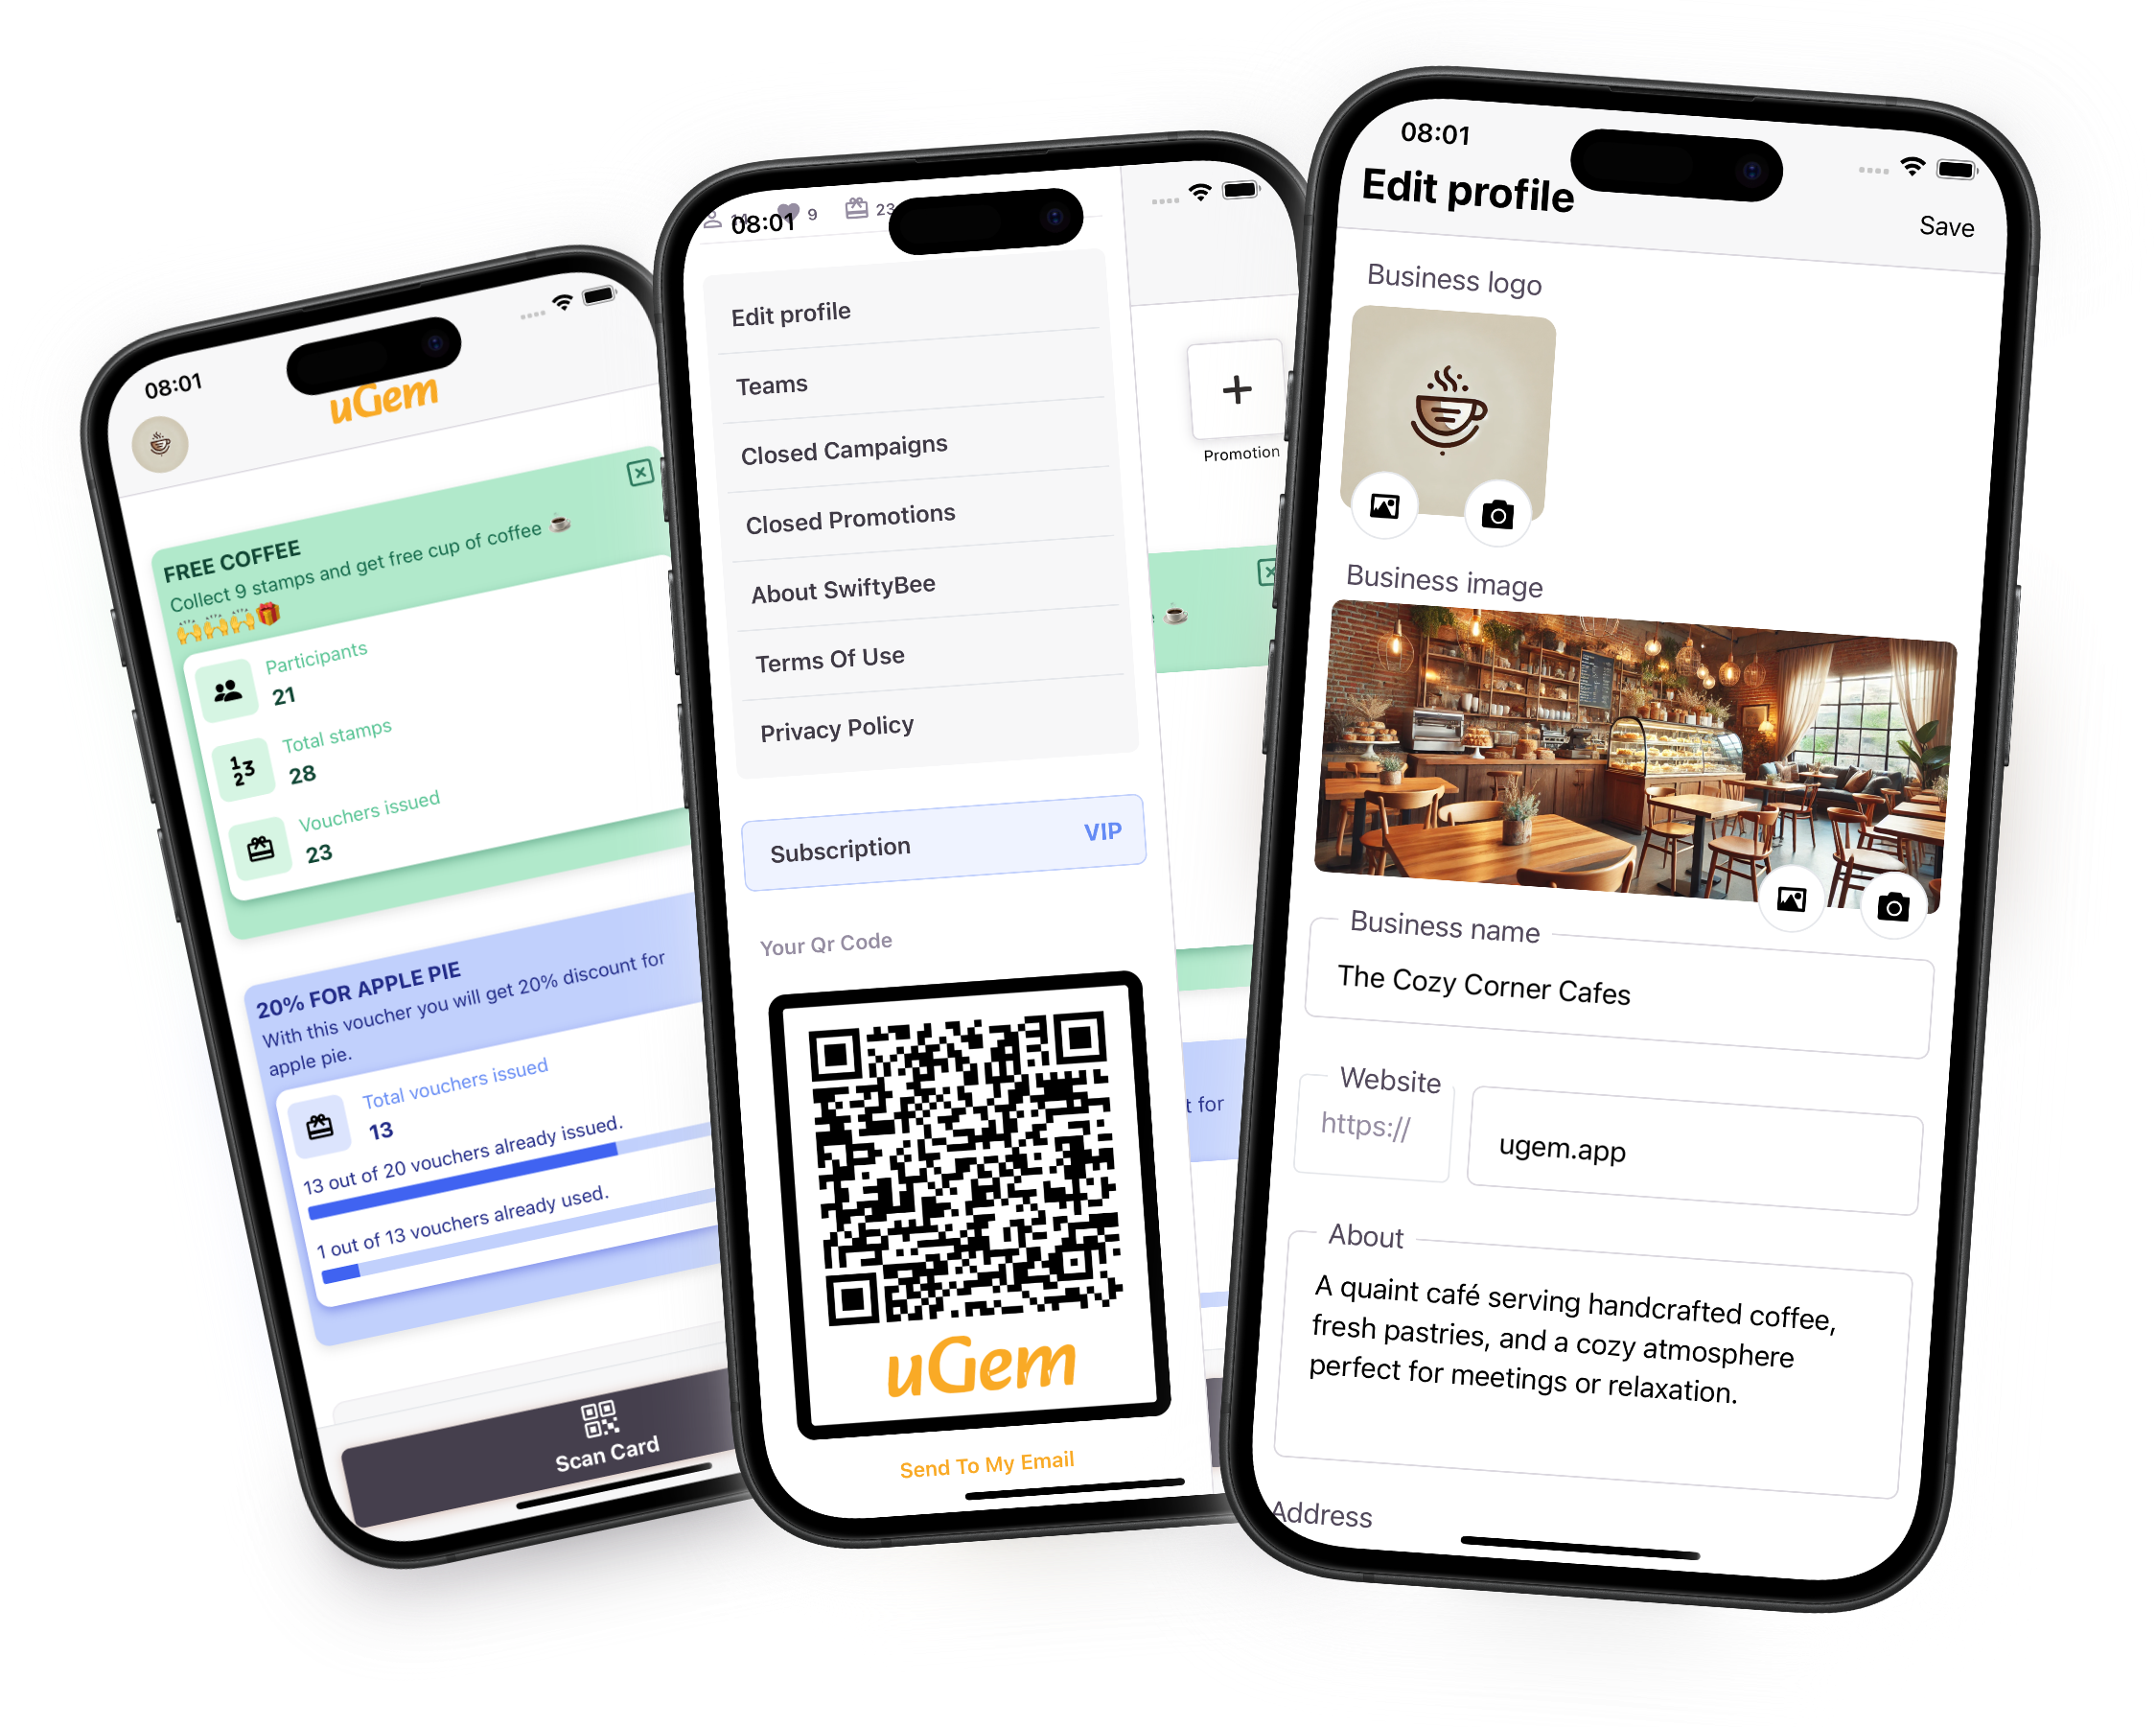 08:01
uGem
FREE COFFEE
Collect 9 stamps and get free cup of coffee ☕
🙌🙌🙌🎁
Participants
21
Total stamps
28
Vouchers issued
23
20% FOR APPLE PIE
With this voucher you will get 20% discount for
apple pie.
Total vouchers issued
13
13 out of 20 vouchers already issued.
1 out of 13 vouchers already used.
Scan Card
08:01
9
23
Edit profile
Teams
Closed Campaigns
Closed Promotions
About SwiftyBee
Terms Of Use
Privacy Policy
Subscription
VIP
Your Qr Code
uGem
Send To My Email
Promotion
t for
08:01
Edit profile
Save
Business logo
Business image
Business name
The Cozy Corner Cafes
Website
https://
ugem.app
About
A quaint café serving handcrafted coffee,
fresh pastries, and a cozy atmosphere
perfect for meetings or relaxation.
Address